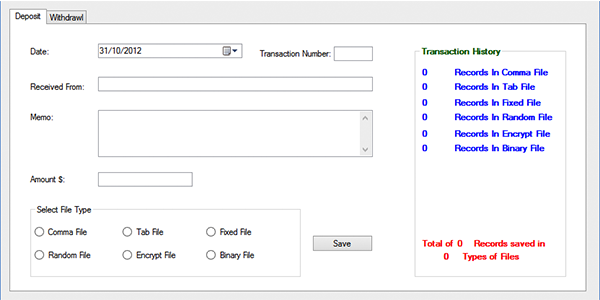 Deposit Withdrawl
Date: 31/10/2012 Transaction Number:
Received From:
Memo:
Amount $:
Select File Type
Comma File Tab File Fixed File
Random File Encrypt File Binary File
Save
Transaction History
0 Records In Comma File
0 Records In Tab File
0 Records In Fixed File
0 Records In Random File
0 Records In Encrypt File
0 Records In Binary File
Total of 0 Records saved in
0 Types of Files